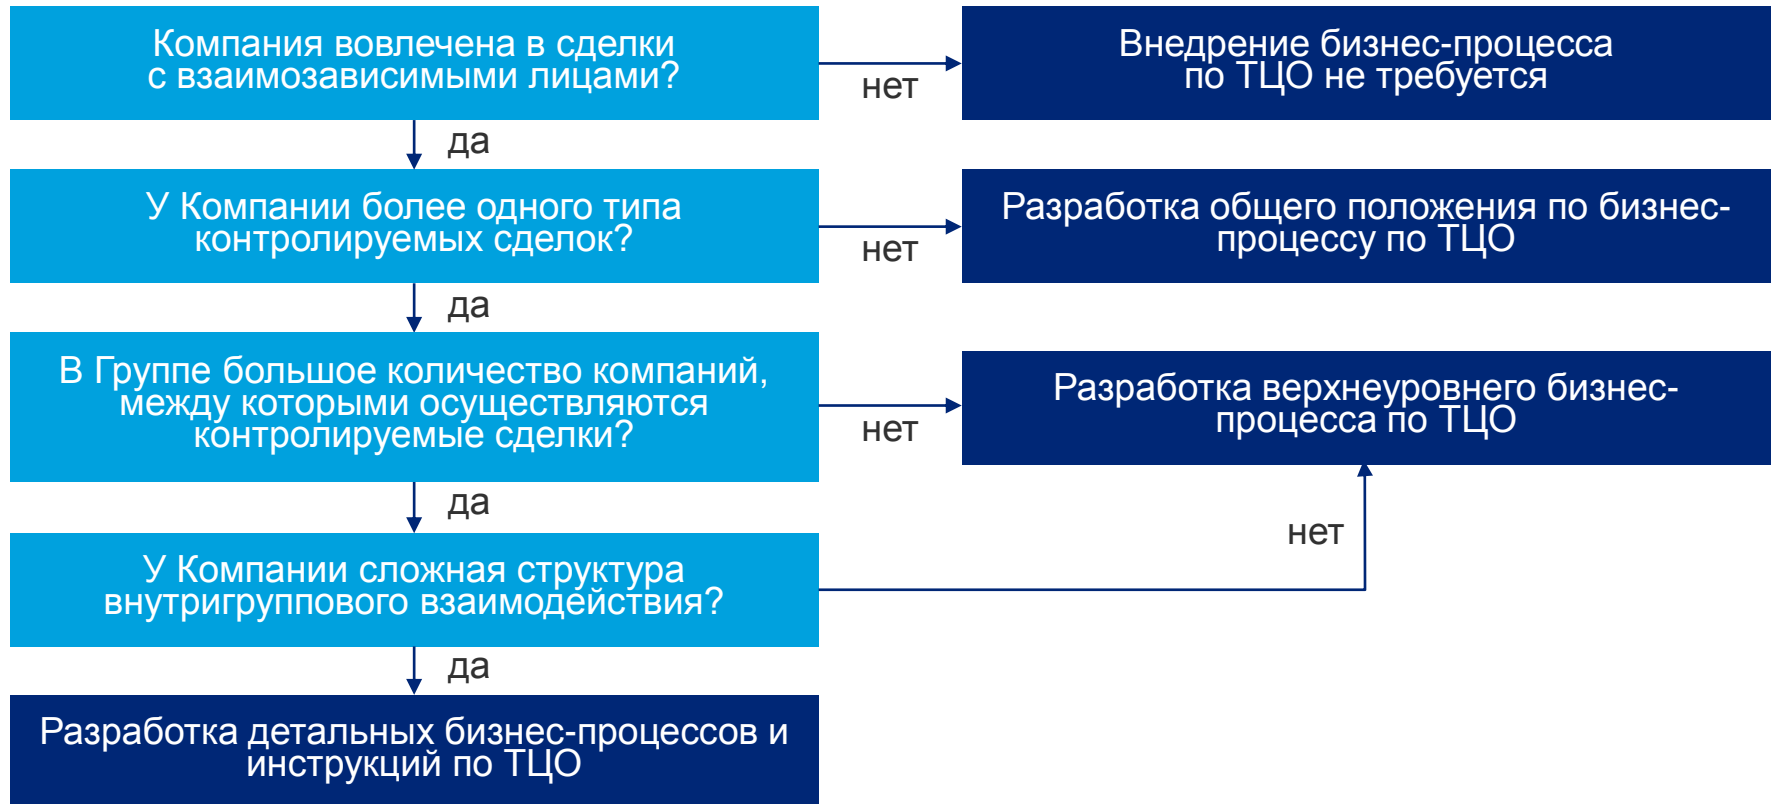 Компания вовлечена в сделки
с взаимозависимыми лицами?
нет
Внедрение бизнес-процесса
по ТЦО не требуется
да
У Компании более одного типа
контролируемых сделок?
нет
Разработка общего положения по бизнес-
процессу по ТЦО
да
В Группе большое количество компаний,
между которыми осуществляются
контролируемые сделки?
нет
Разработка верхнеуровнего бизнес-
процесса по ТЦО
да
У Компании сложная структура
внутригруппового взаимодействия?
нет
да
Разработка детальных бизнес-процессов и
инструкций по ТЦО